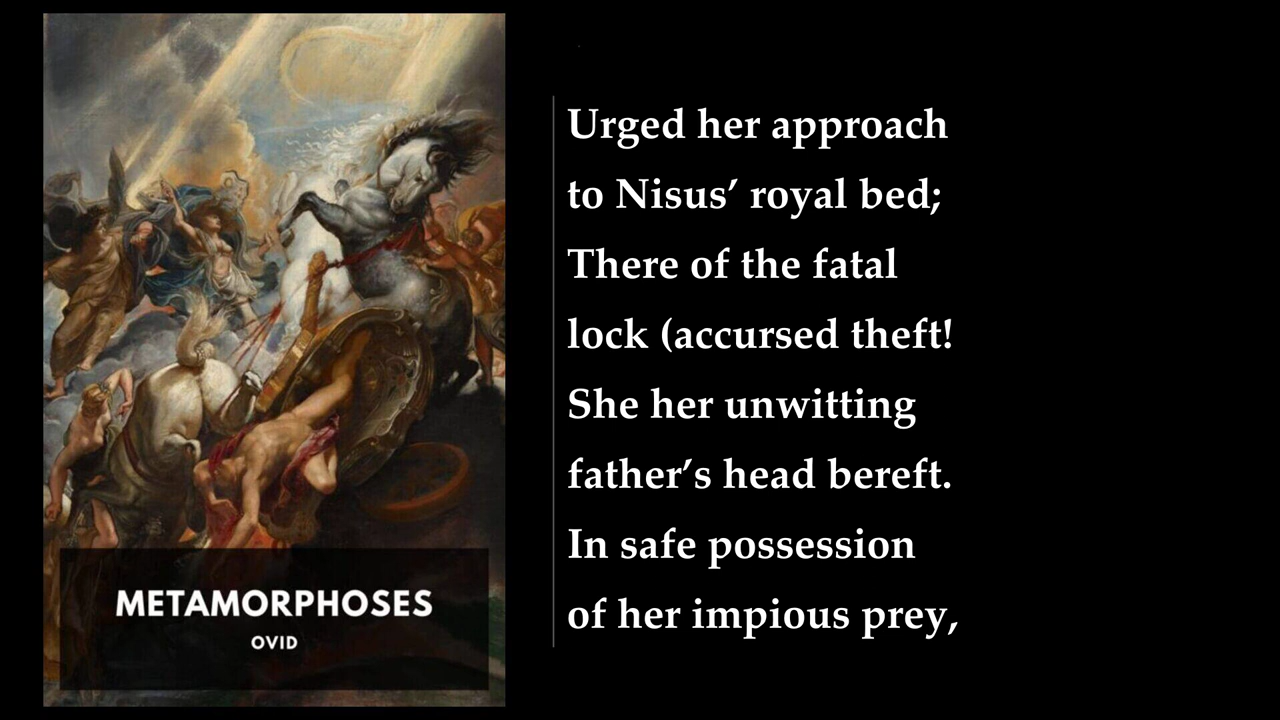 METAMORPHOSES
OVID
Urged her approach
to Nisus’ royal bed;
There of the fatal
lock (accursed theft!
She her unwitting
father’s head bereft.
In safe possession
of her impious prey,